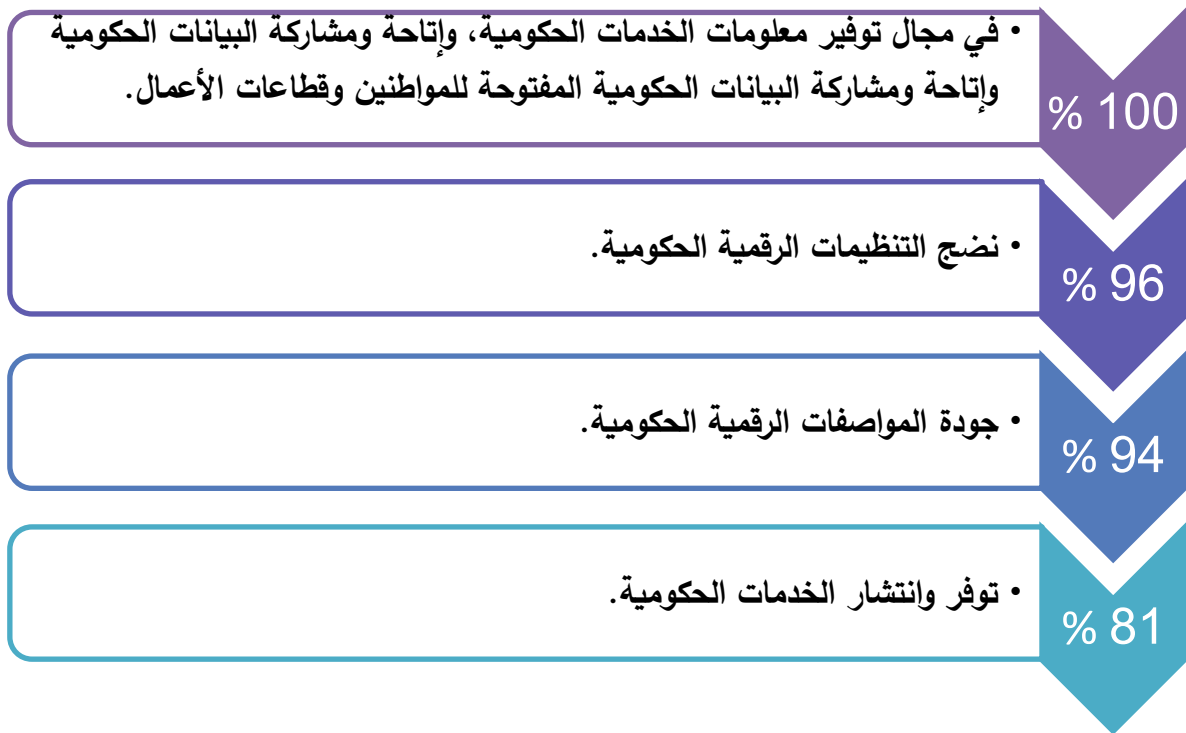 • في مجال توفير معلومات الخدمات الحكومية، وإتاحة ومشاركة البيانات الحكومية
وإتاحة ومشاركة البيانات الحكومية المفتوحة للمواطنين وقطاعات الأعمال.
% 100
• نضج التنظيمات الرقمية الحكومية.
% 96
• جودة المواصفات الرقمية الحكومية.
% 94
• توفر وانتشار الخدمات الحكومية.
% 81